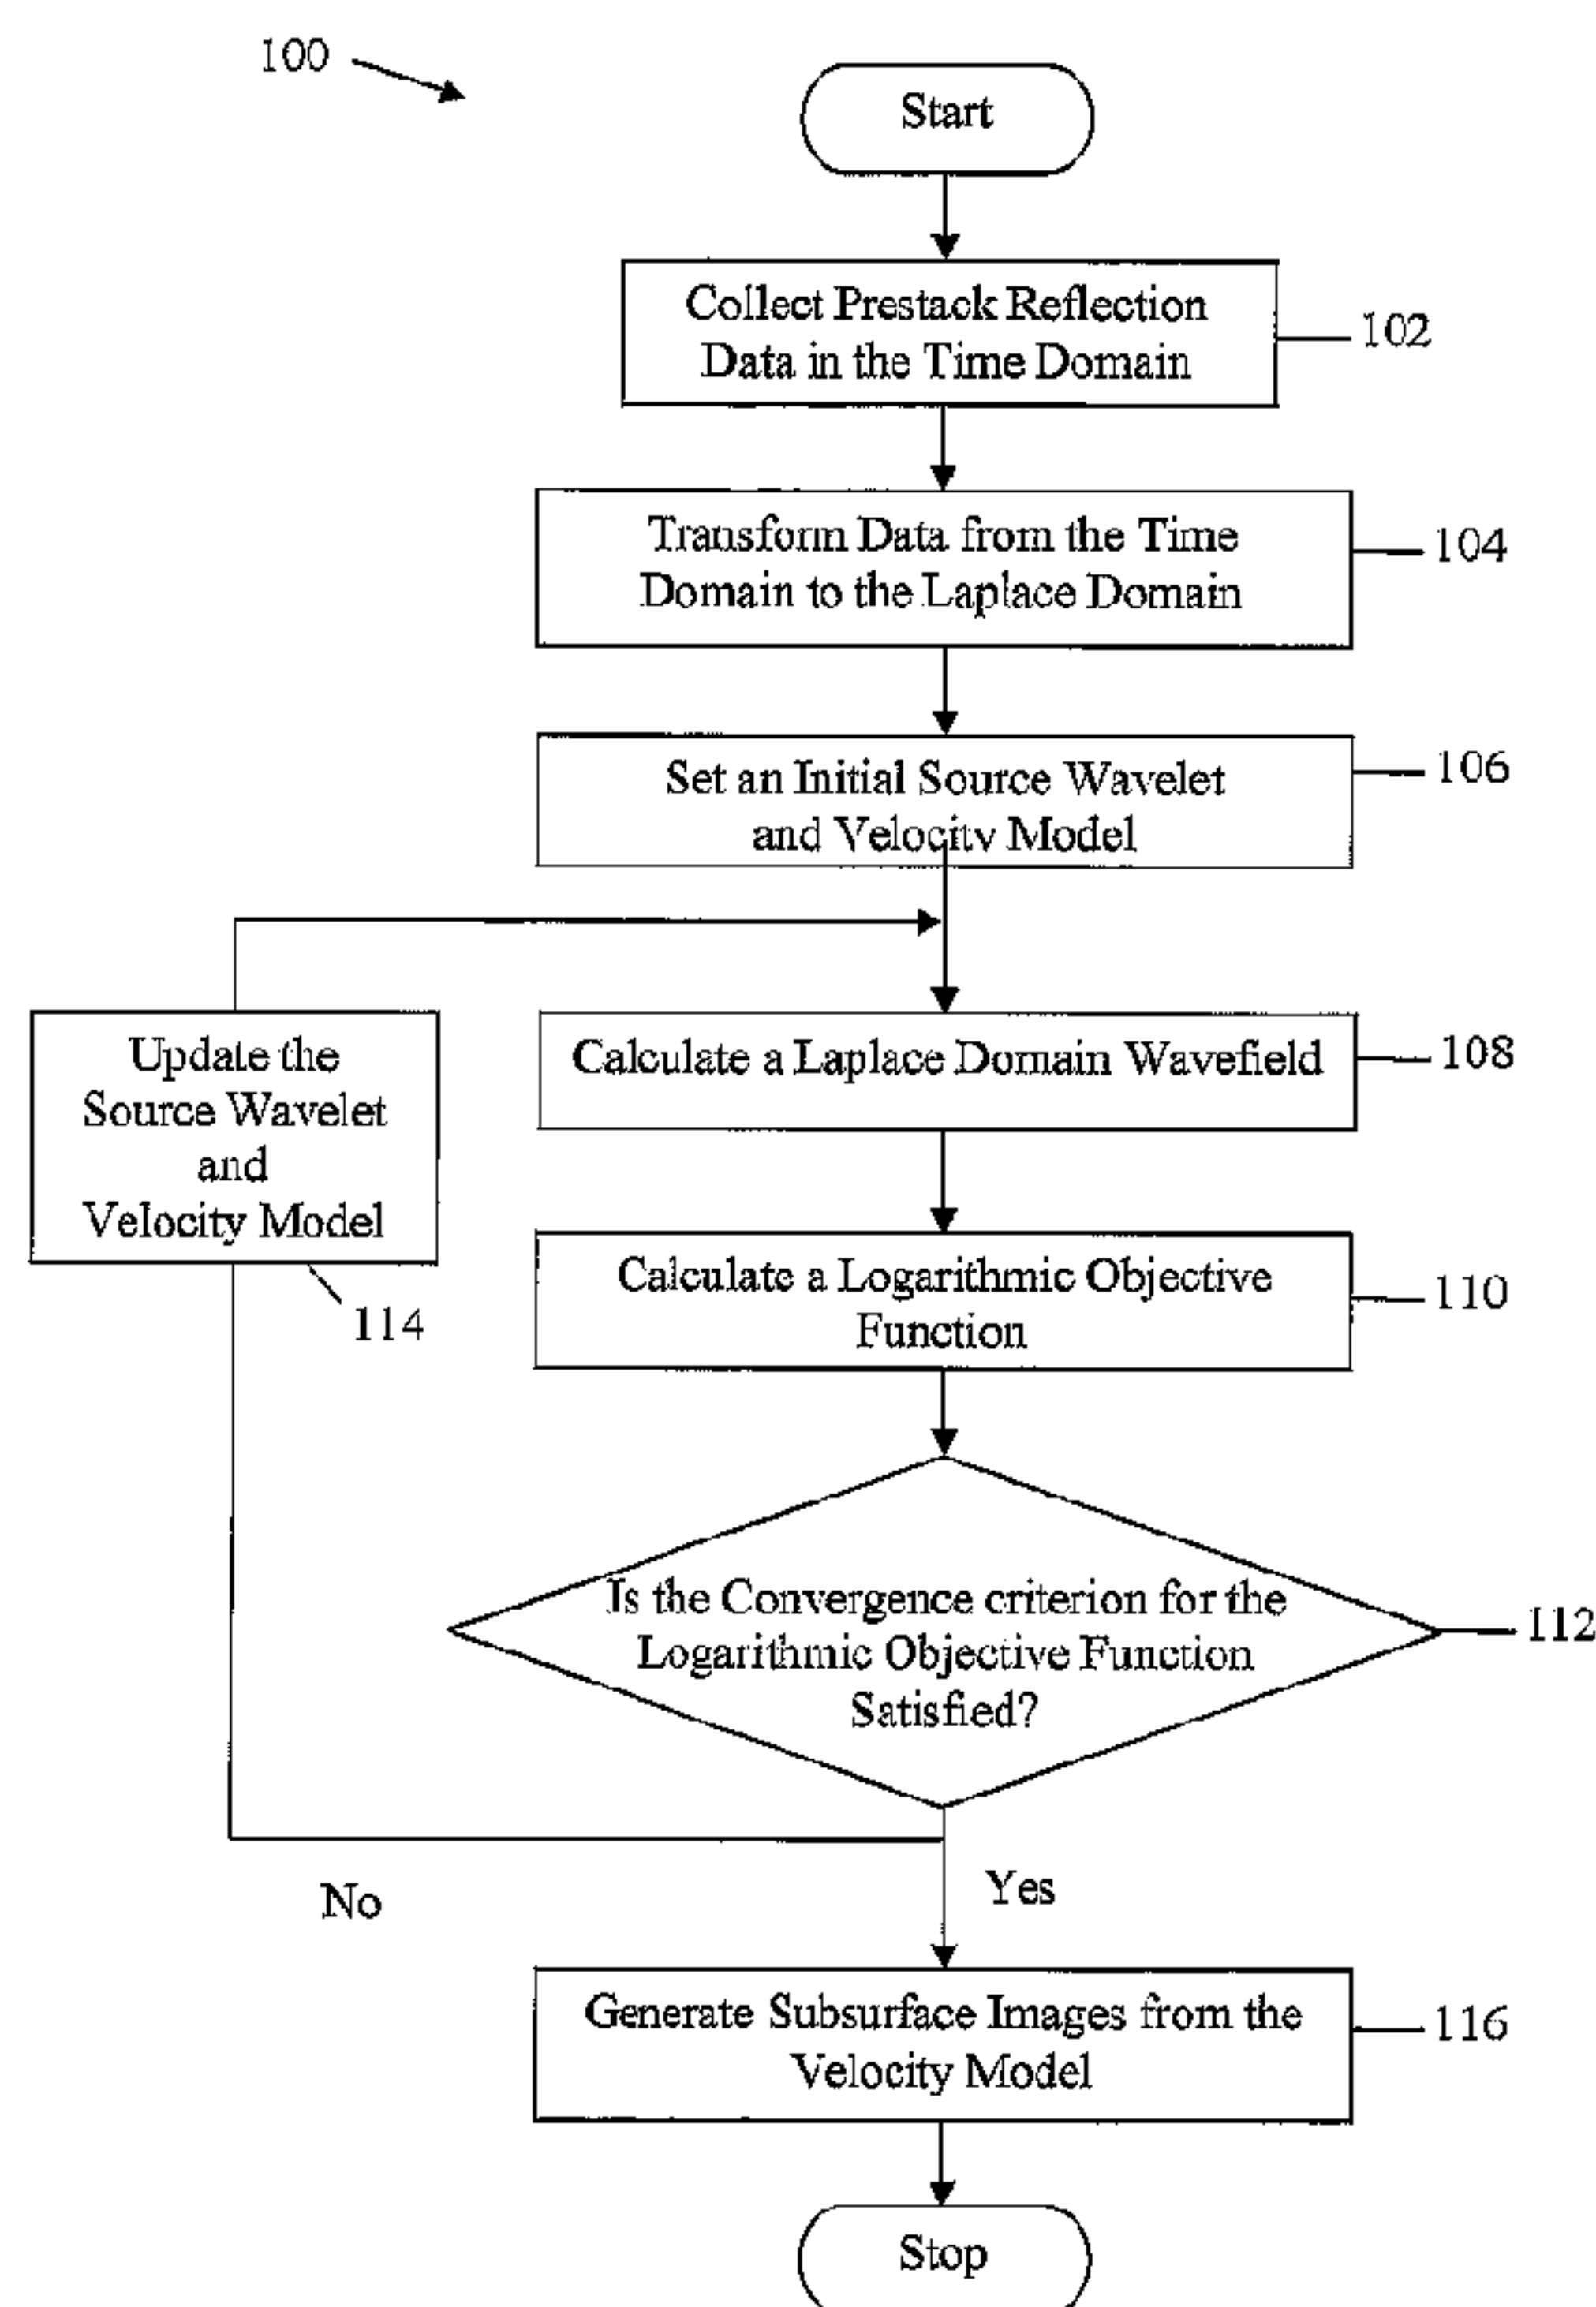 100
Start
Collect Prestack Reflection
Data in the Time Domain
102
Transform Data from the Time
Domain to the Laplace Domain
104
Set an Initial Source Wavelet
and Velocity Model
106
Update the
Source Wavelet
and
Velocity Model
114
Calculate a Laplace Domain Wavefield
108
Calculate a Logarithmic Objective
Function
110
Is the Convergence criterion for the
Logarithmic Objective Function
Satisfied?
112
No
Yes
Generate Subsurface Images from the
Velocity Model
116
Stop